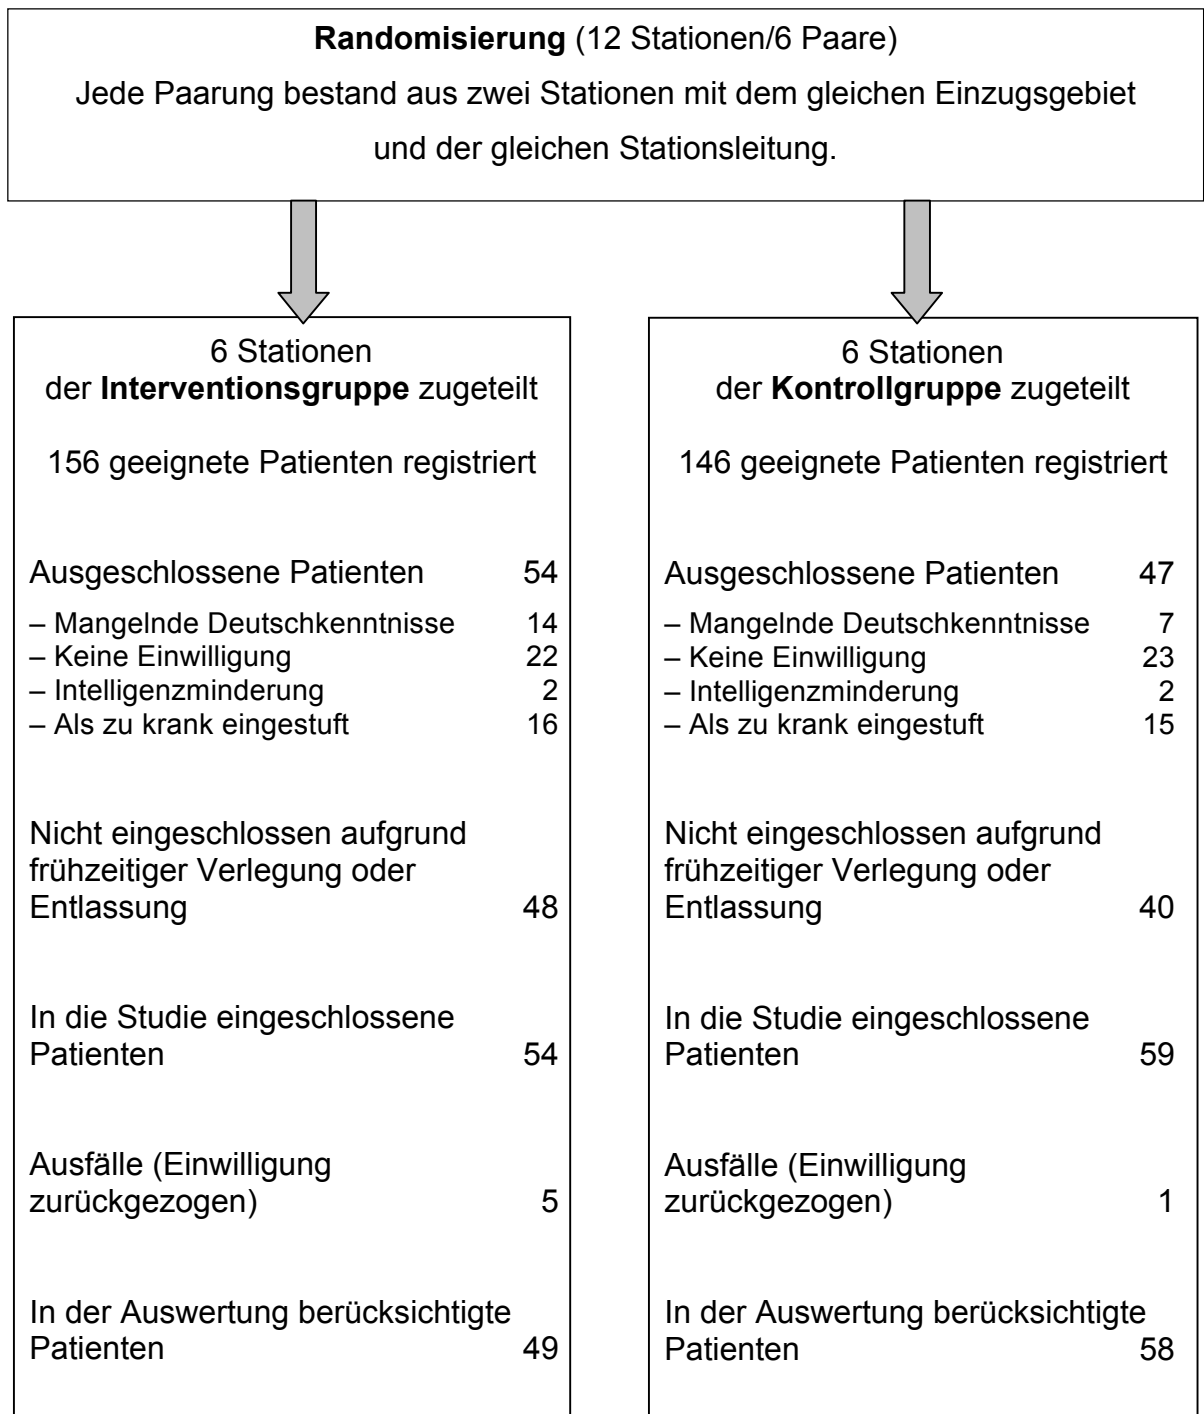 Randomisierung (12 Stationen/6 Paare)
Jede Paarung bestand aus zwei Stationen mit dem gleichen Einzugsgebiet
und der gleichen Stationsleitung.
6 Stationen
der Interventionsgruppe zugeteilt
156 geeignete Patienten registriert
Ausgeschlossene Patienten 54
– Mangelnde Deutschkenntnisse 14
– Keine Einwilligung 22
– Intelligenzminderung 2
– Als zu krank eingestuft 16
Nicht eingeschlossen aufgrund
frühzeitiger Verlegung oder
Entlassung 48
In die Studie eingeschlossene
Patienten 54
Ausfälle (Einwilligung
zurückgezogen) 5
In der Auswertung berücksichtigte
Patienten 49
6 Stationen
der Kontrollgruppe zugeteilt
146 geeignete Patienten registriert
Ausgeschlossene Patienten 47
– Mangelnde Deutschkenntnisse 7
– Keine Einwilligung 23
– Intelligenzminderung 2
– Als zu krank eingestuft 15
Nicht eingeschlossen aufgrund
frühzeitiger Verlegung oder
Entlassung 40
In die Studie eingeschlossene
Patienten 59
Ausfälle (Einwilligung
zurückgezogen) 1
In der Auswertung berücksichtigte
Patienten 58